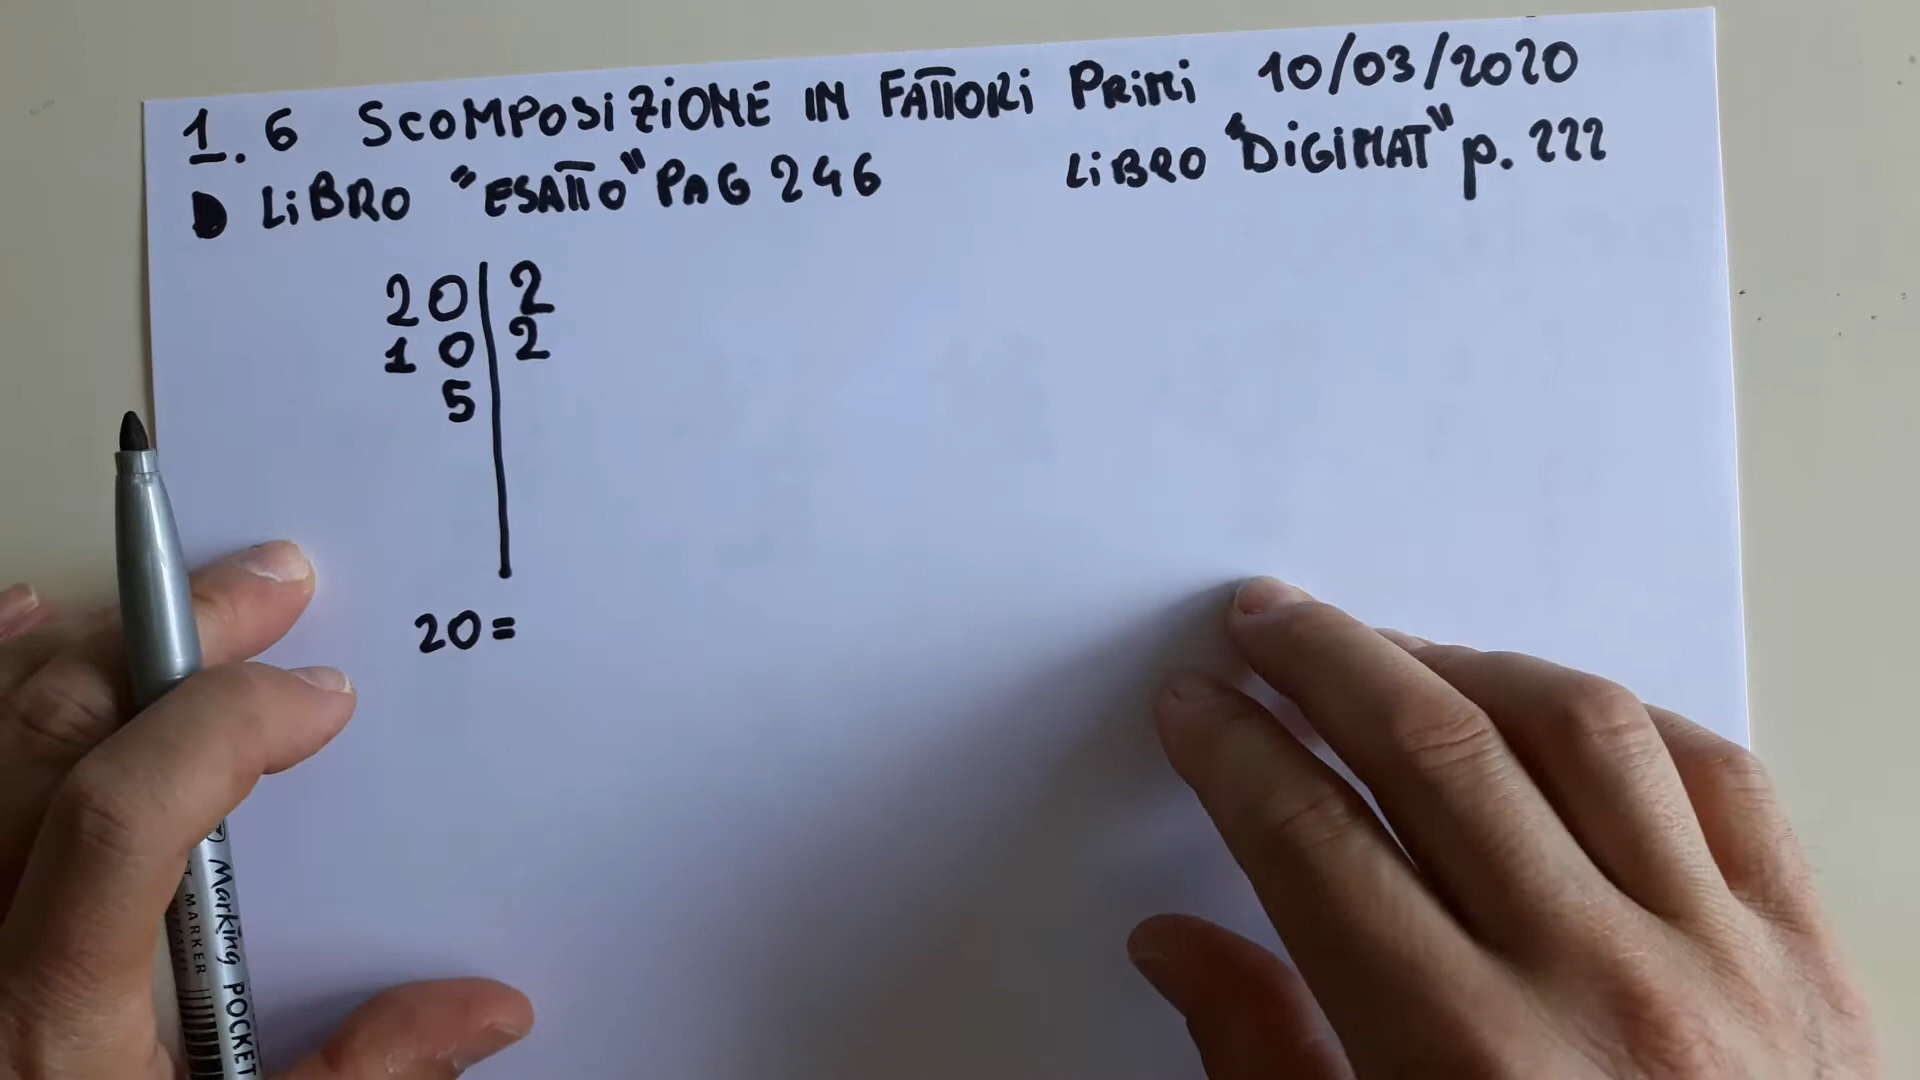 1.6 SCOMPOSIZIONE IN FATTORI PRIMI 10/03/2020
LIBRO "ESATTO" PAG 246 LIBRO "DIGIMAT" p. 222
20 | 2
10 | 2
5 |
20=
Marking POCKET
MARKER